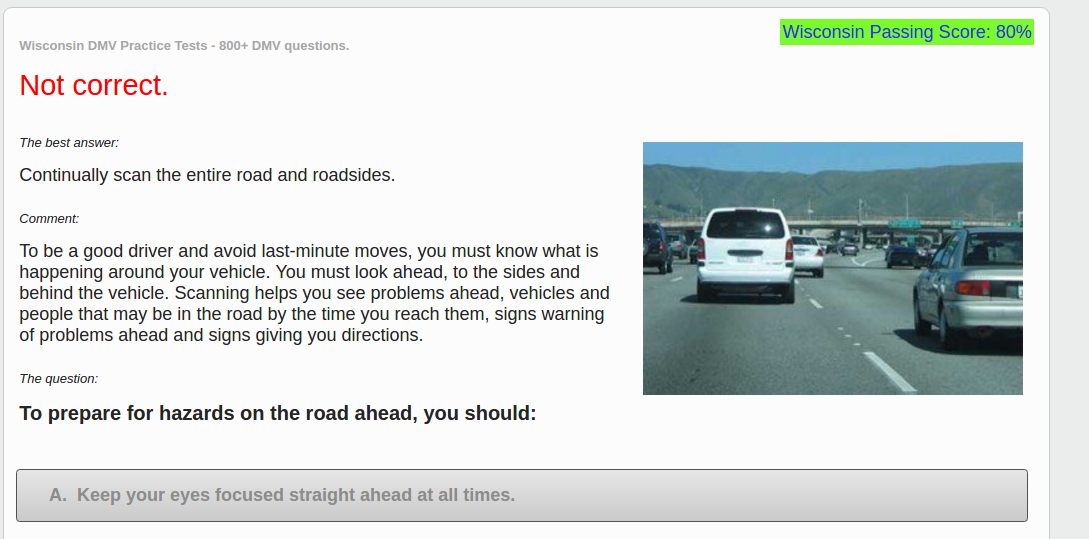 Wisconsin Passing Score: 80%
Wisconsin DMV Practice Tests - 800+ DMV questions.
Not correct.
The best answer:
Continually scan the entire road and roadsides.
Comment:
To be a good driver and avoid last-minute moves, you must know what is
happening around your vehicle. You must look ahead, to the sides and
behind the vehicle. Scanning helps you see problems ahead, vehicles and
people that may be in the road by the time you reach them, signs warning
of problems ahead and signs giving you directions.
The question:
To prepare for hazards on the road ahead, you should:
A. Keep your eyes focused straight ahead at all times.